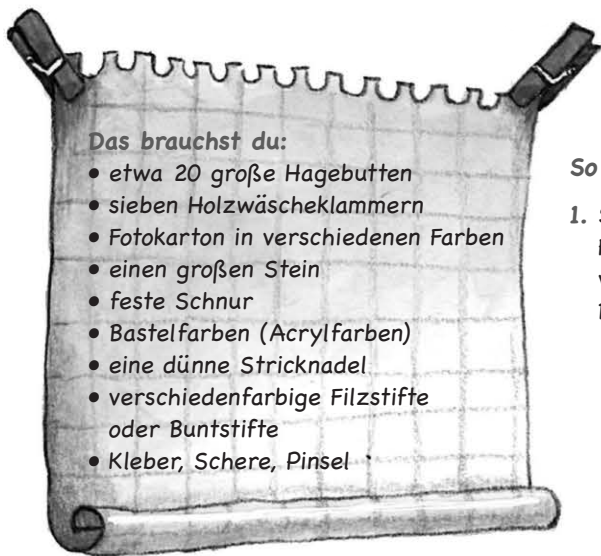 Das brauchst du:
• etwa 20 große Hagebutten
• sieben Holzwäscheklammern
• Fotokarton in verschiedenen Farben
• einen großen Stein
• feste Schnur
• Bastelfarben (Acrylfarben)
• eine dünne Stricknadel
• verschiedenfarbige Filzstifte
oder Buntstifte
• Kleber, Schere, Pinsel
So
1.